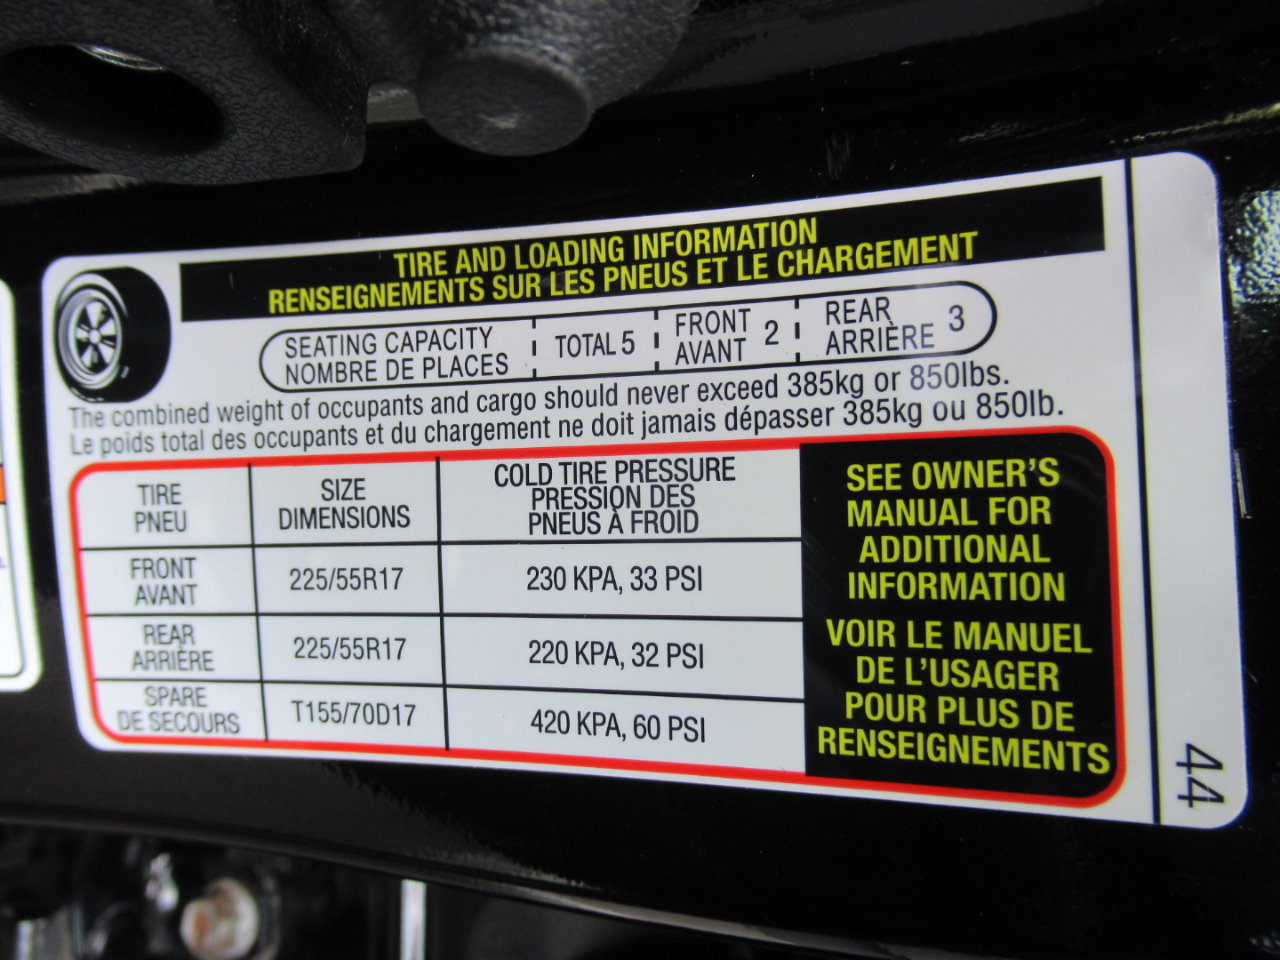 TIRE AND LOADING INFORMATION
RENSEIGNEMENTS SUR LES PNEUS ET LE CHARGEMENT
SEATING CAPACITY
NOMBRE DE PLACES
TOTAL 5
FRONT
AVANT
2
REAR
ARRIÈRE
3
The combined weight of occupants and cargo should never exceed 385kg or 850lbs.
Le poids total des occupants et du chargement ne doit jamais dépasser 385kg ou 850lb.
TIRE
PNEU
SIZE
DIMENSIONS
COLD TIRE PRESSURE
PRESSION DES
PNEUS À FROID
FRONT
AVANT
225/55R17
230 KPA, 33 PSI
REAR
ARRIÈRE
225/55R17
220 KPA, 32 PSI
SPARE
DE SECOURS
T155/70D17
420 KPA, 60 PSI
SEE OWNER'S
MANUAL FOR
ADDITIONAL
INFORMATION
VOIR LE MANUEL
DE L'USAGER
POUR PLUS DE
RENSEIGNEMENTS
44